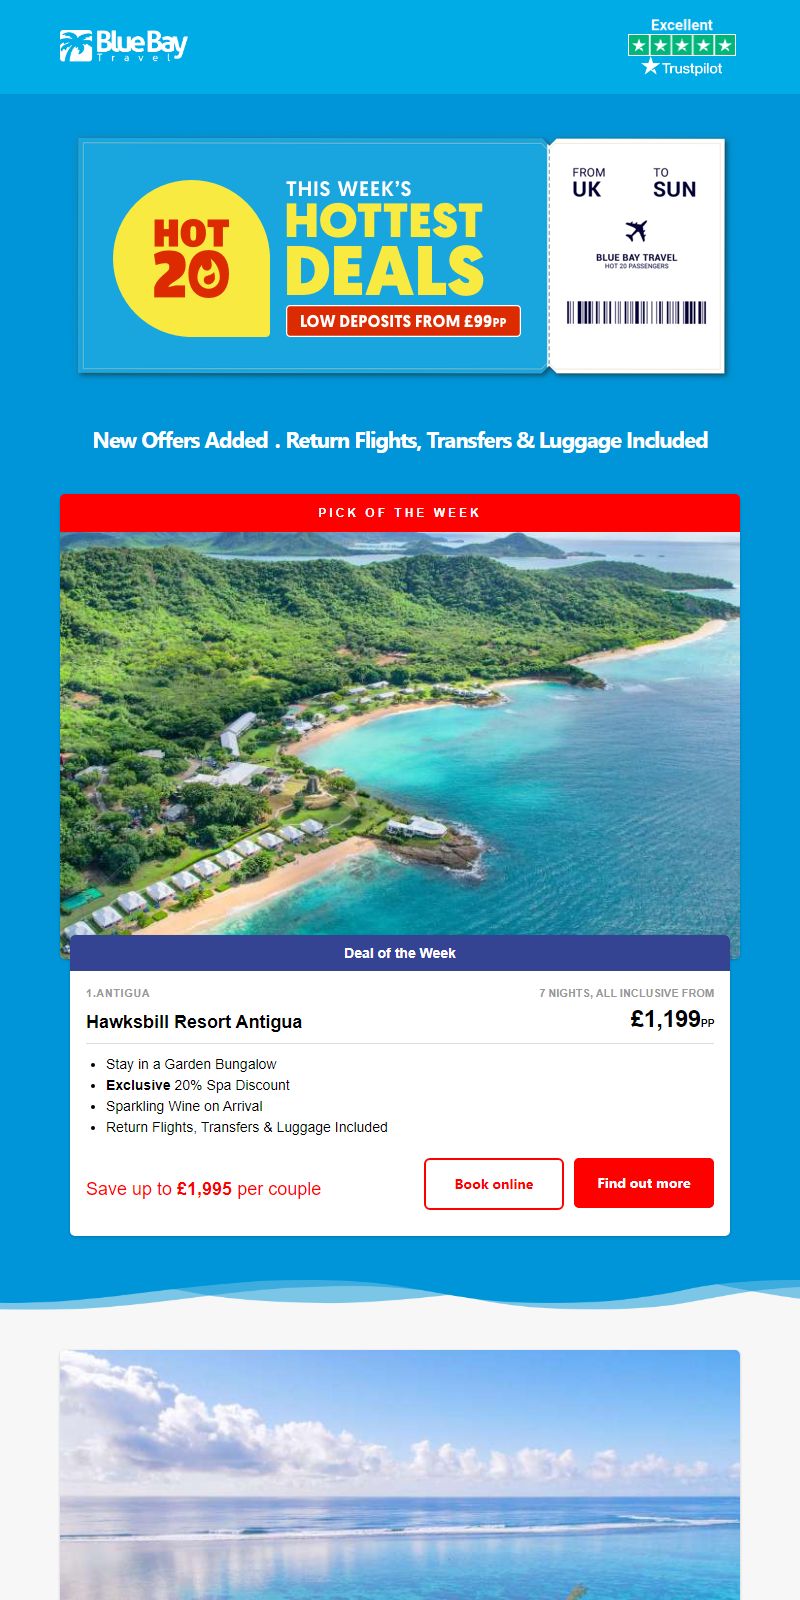 Blue Bay
Travel
Excellent
Trustpilot
HOT
20
THIS WEEK'S
HOTTEST
DEALS
LOW DEPOSITS FROM £99PP
FROM
UK
TO
SUN
BLUE BAY TRAVEL
HOT 20 PASSENGERS
New Offers Added . Return Flights, Transfers & Luggage Included
PICK OF THE WEEK
Deal of the Week
1.ANTIGUA
7 NIGHTS, ALL INCLUSIVE FROM
Hawksbill Resort Antigua
£1,199PP
• Stay in a Garden Bungalow
• Exclusive 20% Spa Discount
• Sparkling Wine on Arrival
• Return Flights, Transfers & Luggage Included
Save up to £1,995 per couple
Book online
Find out more